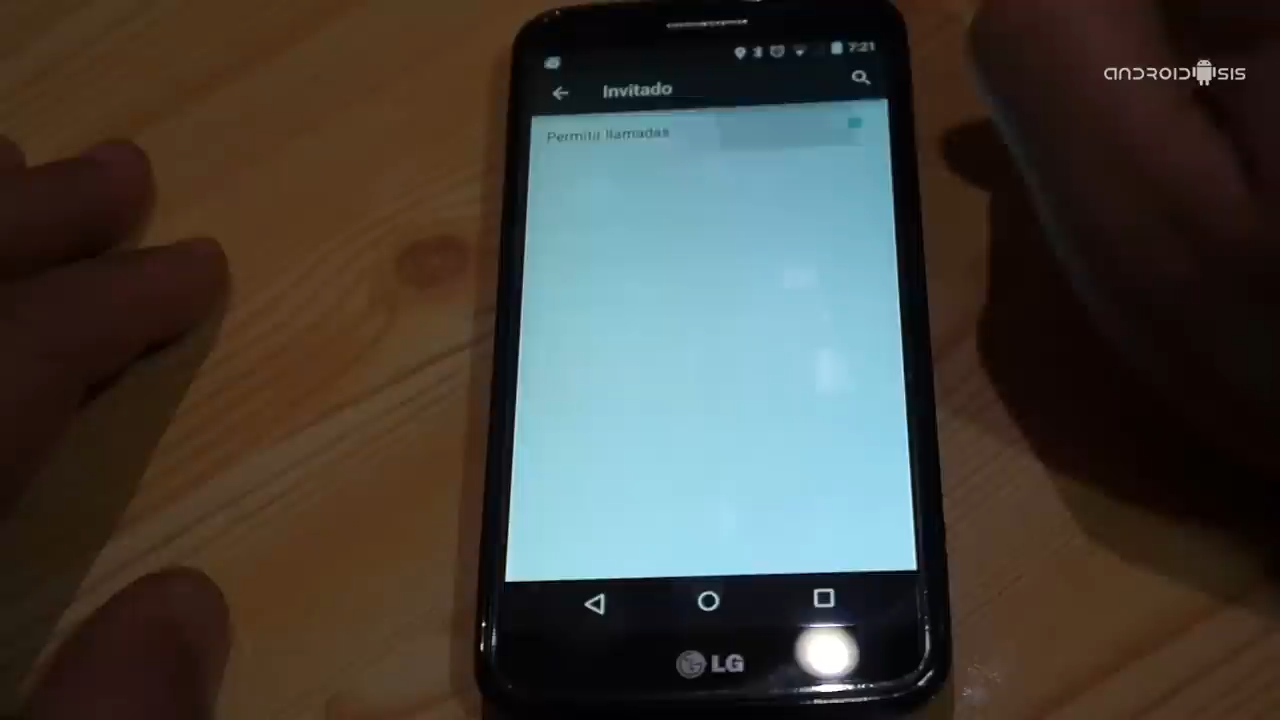 7:21
Invitado
Permitir llamadas
LG
ANDROIDSIS